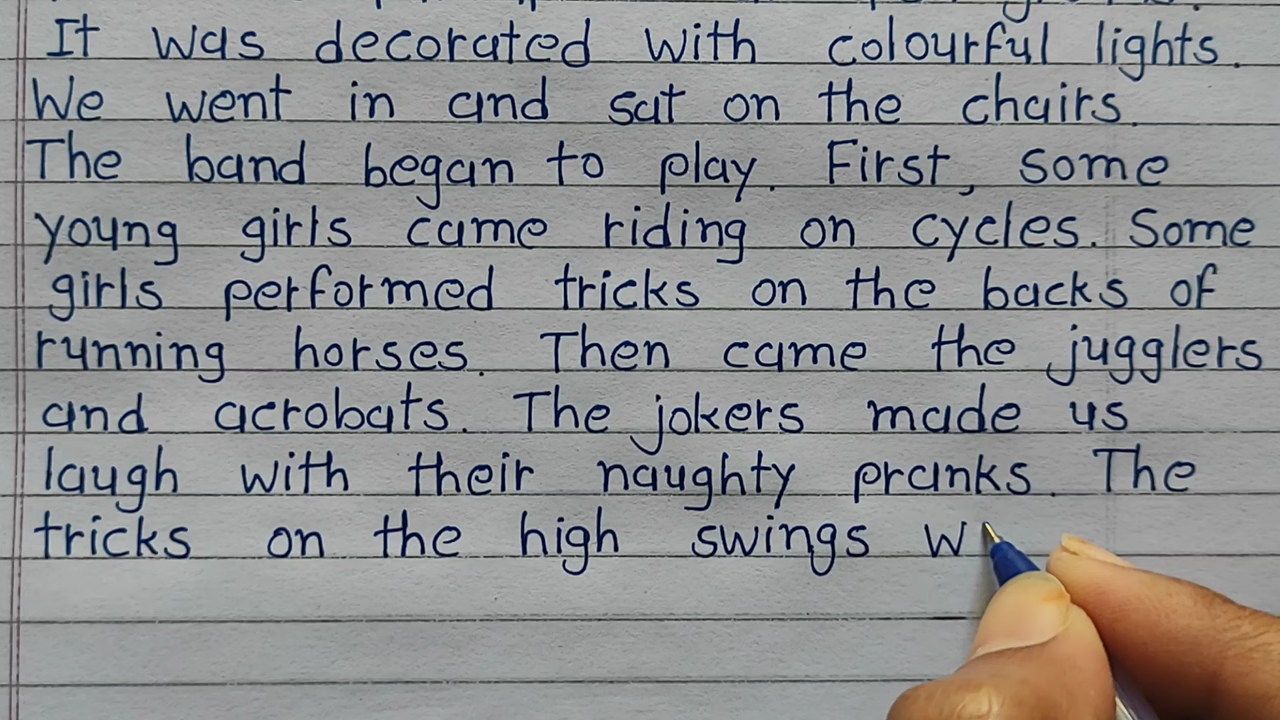 It was decorated with colourful lights.
We went in and sat on the chairs.
The band began to play. First, some
young girls came riding on cycles. Some
girls performed tricks on the backs of
running horses. Then came the jugglers
and acrobats. The jokers made us
laugh with their naughty pranks. The
tricks on the high swings w